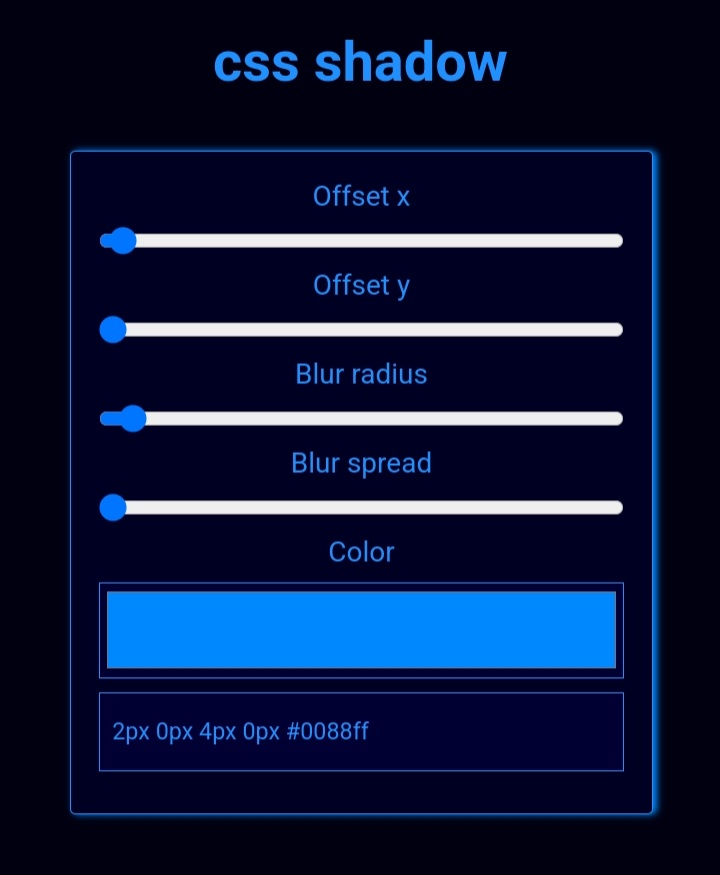 css shadow
Offset x
Offset y
Blur radius
Blur spread
Color
2px 0px 4px 0px #0088ff